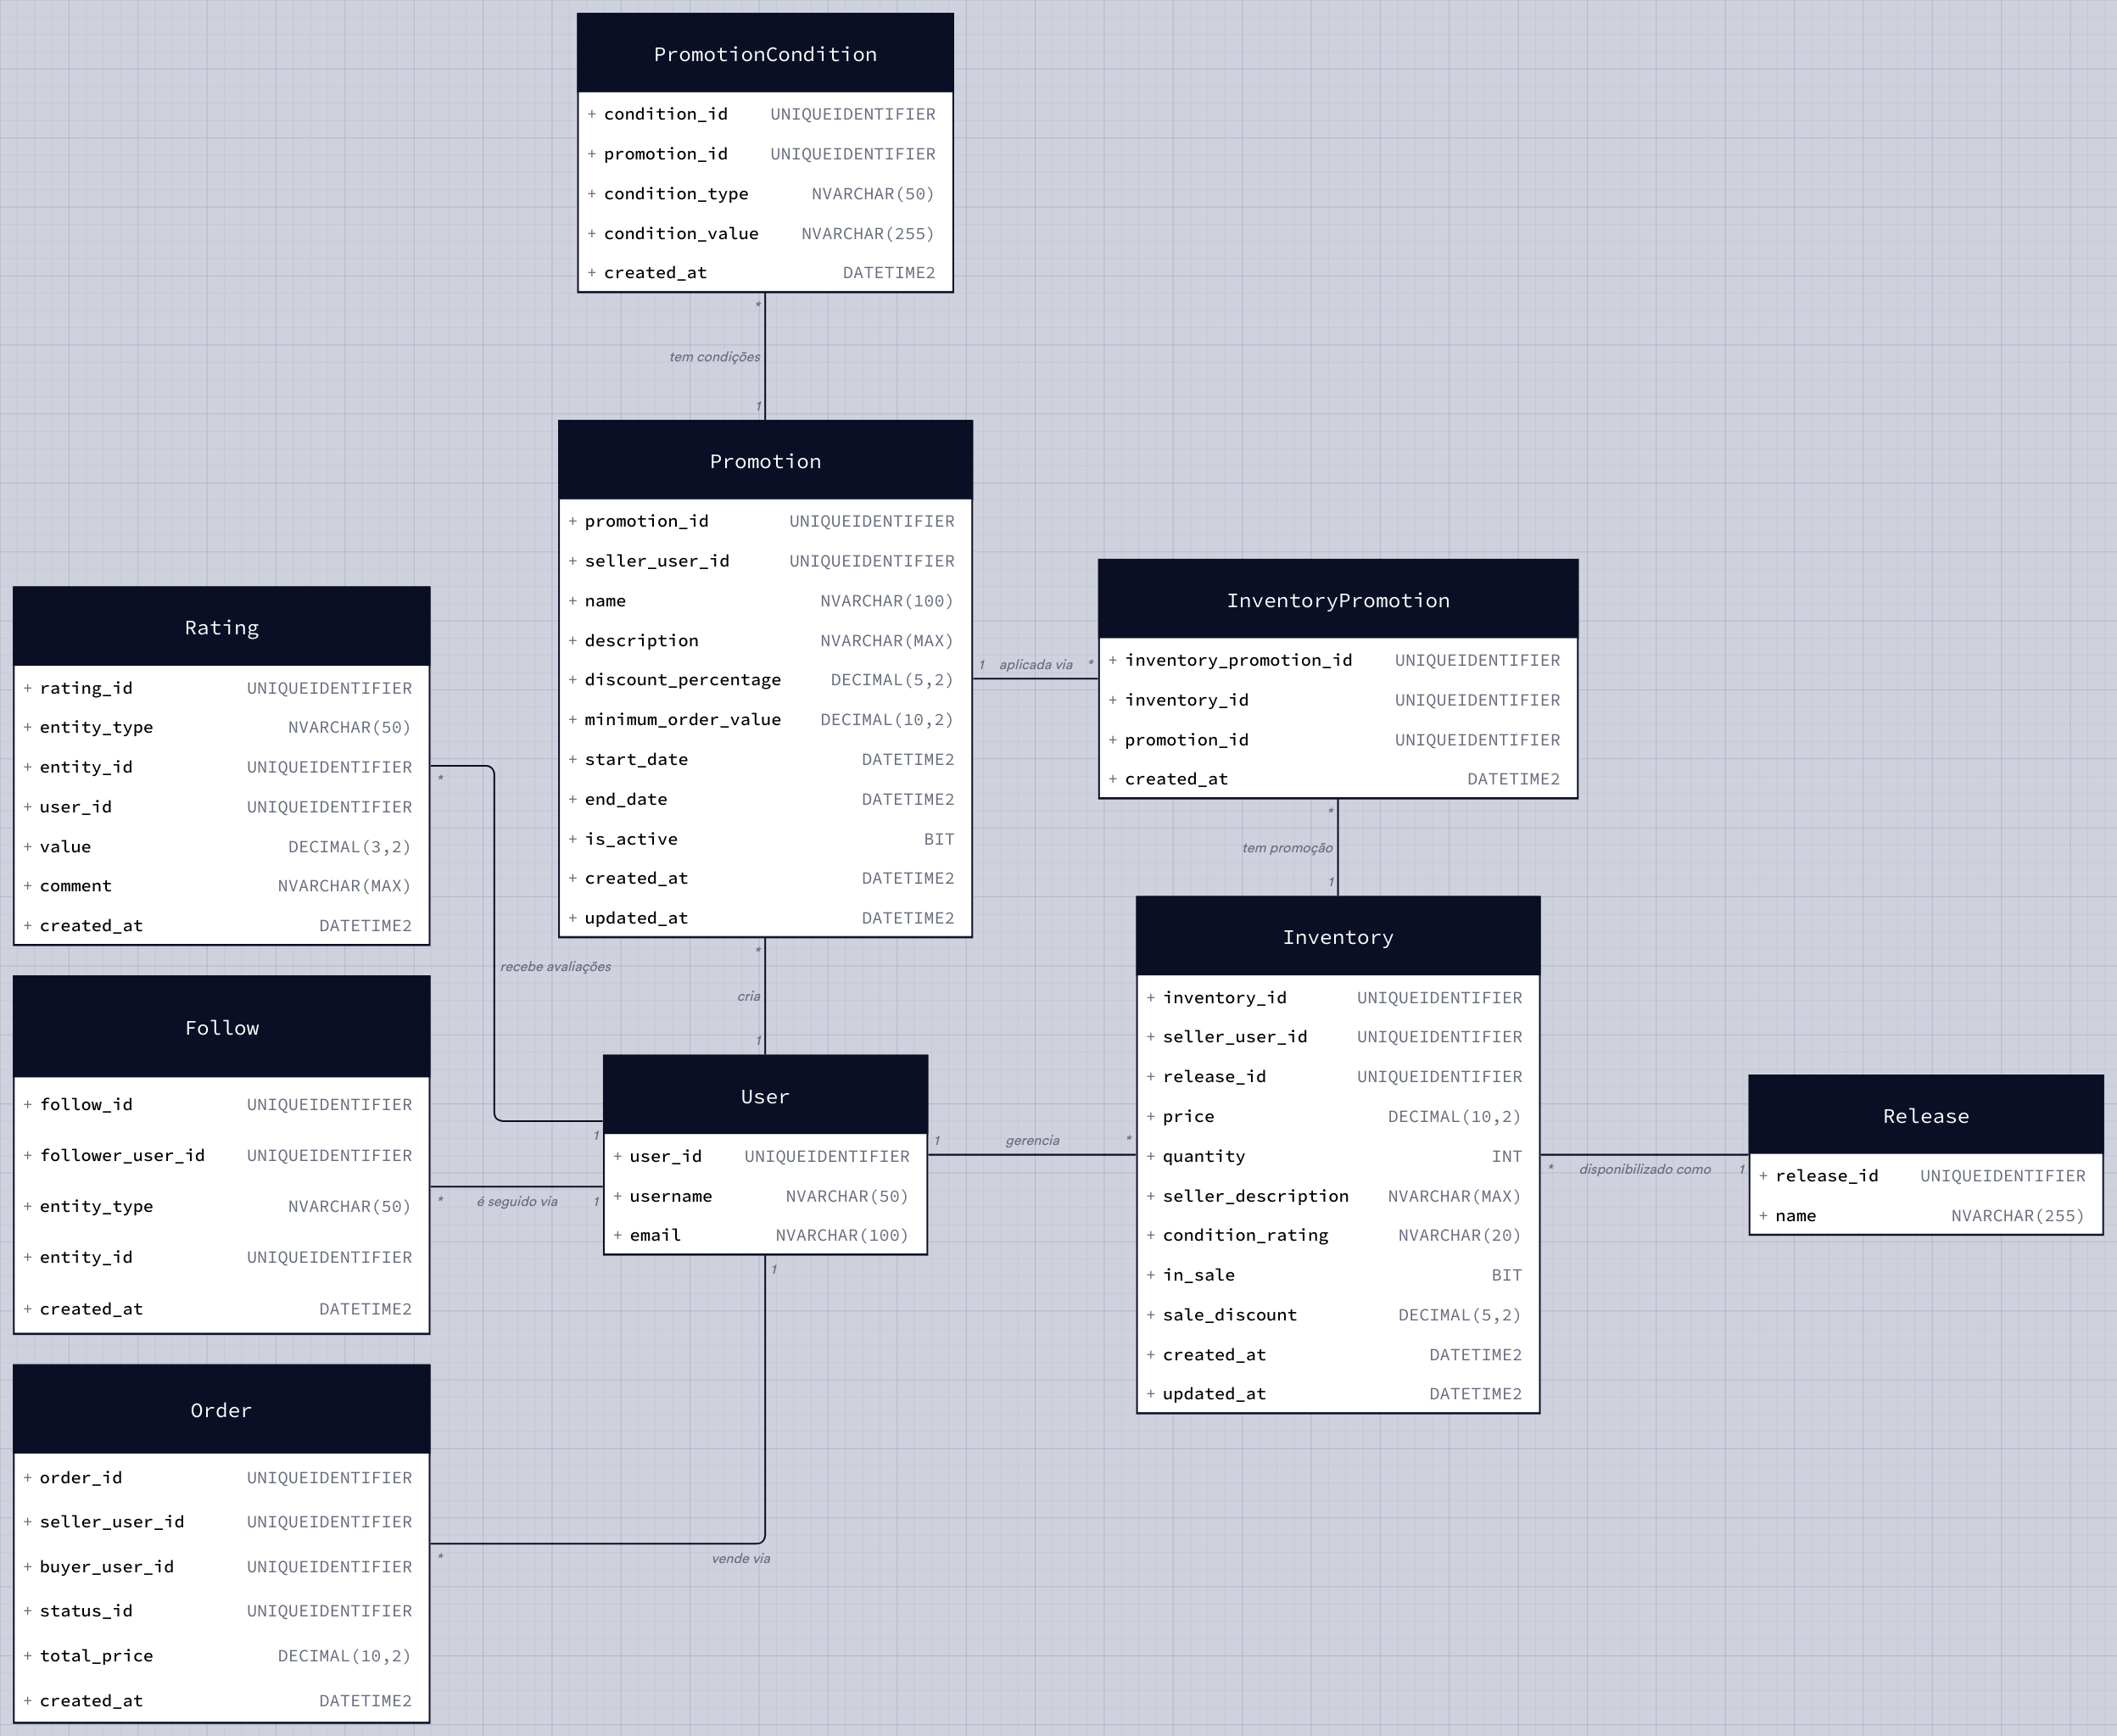 PromotionCondition
+ condition_id UNIQUEIDENTIFIER
+ promotion_id UNIQUEIDENTIFIER
+ condition_type NVARCHAR(50)
+ condition_value NVARCHAR(255)
+ created_at DATETIME2
*
tem condições
1
Promotion
+ promotion_id UNIQUEIDENTIFIER
+ seller_user_id UNIQUEIDENTIFIER
+ name NVARCHAR(100)
+ description NVARCHAR(MAX)
+ discount_percentage DECIMAL(5,2)
+ minimum_order_value DECIMAL(10,2)
+ start_date DATETIME2
+ end_date DATETIME2
+ is_active BIT
+ created_at DATETIME2
+ updated_at DATETIME2
1 aplicada via *
InventoryPromotion
+ inventory_promotion_id UNIQUEIDENTIFIER
+ inventory_id UNIQUEIDENTIFIER
+ promotion_id UNIQUEIDENTIFIER
+ created_at DATETIME2
*
tem promoção
1
Rating
+ rating_id UNIQUEIDENTIFIER
+ entity_type NVARCHAR(50)
+ entity_id UNIQUEIDENTIFIER
+ user_id UNIQUEIDENTIFIER
+ value DECIMAL(3,2)
+ comment NVARCHAR(MAX)
+ created_at DATETIME2
*
recebe avaliações
1
*
cria
1
Follow
+ follow_id UNIQUEIDENTIFIER
+ follower_user_id UNIQUEIDENTIFIER
+ entity_type NVARCHAR(50)
+ entity_id UNIQUEIDENTIFIER
+ created_at DATETIME2
* é seguido via 1
User
+ user_id UNIQUEIDENTIFIER
+ username NVARCHAR(50)
+ email NVARCHAR(100)
1 gerencia *
Inventory
+ inventory_id UNIQUEIDENTIFIER
+ seller_user_id UNIQUEIDENTIFIER
+ release_id UNIQUEIDENTIFIER
+ price DECIMAL(10,2)
+ quantity INT
+ seller_description NVARCHAR(MAX)
+ condition_rating NVARCHAR(20)
+ in_sale BIT
+ sale_discount DECIMAL(5,2)
+ created_at DATETIME2
+ updated_at DATETIME2
* disponibilizado como 1
Release
+ release_id UNIQUEIDENTIFIER
+ name NVARCHAR(255)
1
* vende via
Order
+ order_id UNIQUEIDENTIFIER
+ seller_user_id UNIQUEIDENTIFIER
+ buyer_user_id UNIQUEIDENTIFIER
+ status_id UNIQUEIDENTIFIER
+ total_price DECIMAL(10,2)
+ created_at DATETIME2